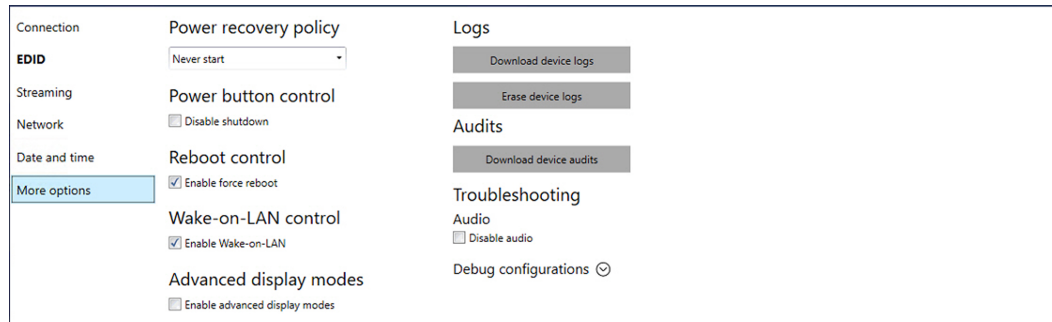 Connection
EDID
Streaming
Network
Date and time
More options
Power recovery policy
Never start
Power button control
Disable shutdown
Reboot control
Enable force reboot
Wake-on-LAN control
Enable Wake-on-LAN
Advanced display modes
Enable advanced display modes
Logs
Download device logs
Erase device logs
Audits
Download device audits
Troubleshooting
Audio
Disable audio
Debug configurations